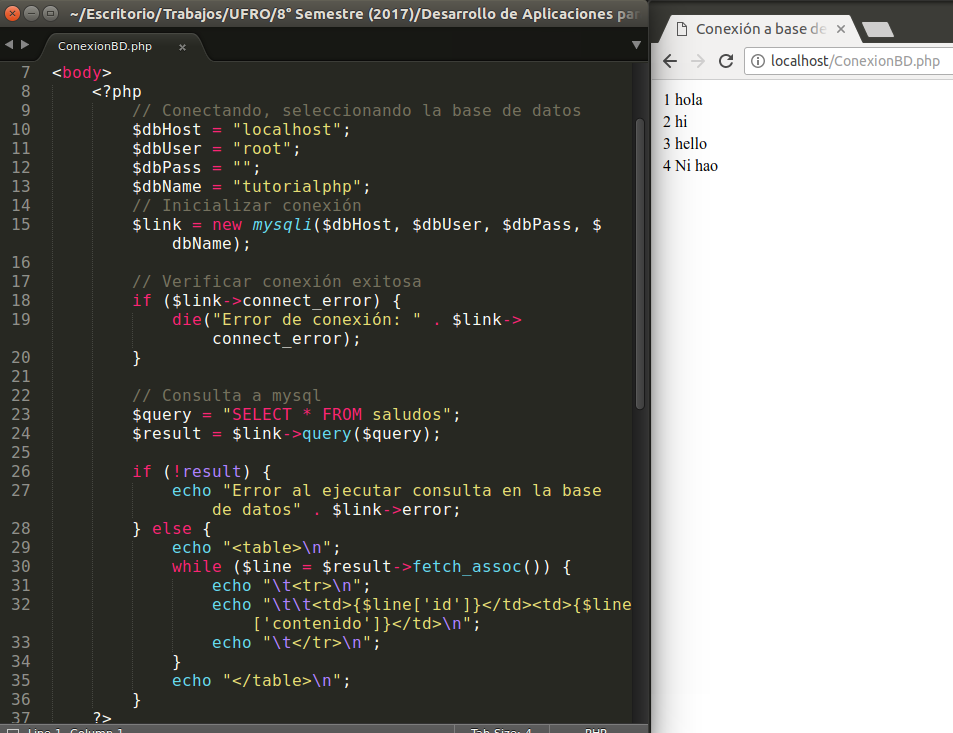 ~/Escritorio/Trabajos/UFRO/8° Semestre (2017)/Desarrollo de Aplicaciones par
ConexionBD.php ×
7 <body>
8 <?php
9 // Conectando, seleccionando la base de datos
10 $dbHost = "localhost";
11 $dbUser = "root";
12 $dbPass = "";
13 $dbName = "tutorialphp";
14 // Inicializar conexión
15 $link = new mysqli($dbHost, $dbUser, $dbPass, $
dbName);
16
17 // Verificar conexión exitosa
18 if ($link->connect_error) {
19 die("Error de conexión: " . $link->
connect_error);
20 }
21
22 // Consulta a mysql
23 $query = "SELECT * FROM saludos";
24 $result = $link->query($query);
25
26 if (!result) {
27 echo "Error al ejecutar consulta en la base
de datos" . $link->error;
28 } else {
29 echo "<table>\n";
30 while ($line = $result->fetch_assoc()) {
31 echo "\t<tr>\n";
32 echo "\t\t<td>{$line['id']}</td><td>{$line
['contenido']}</td>\n";
33 echo "\t</tr>\n";
34 }
35 echo "</table>\n";
36 }
37 ?>
Line 1, Column 1
Tab Size: 4
PHP
Conexión a base de
localhost/ConexionBD.php
1 hola
2 hi
3 hello
4 Ni hao